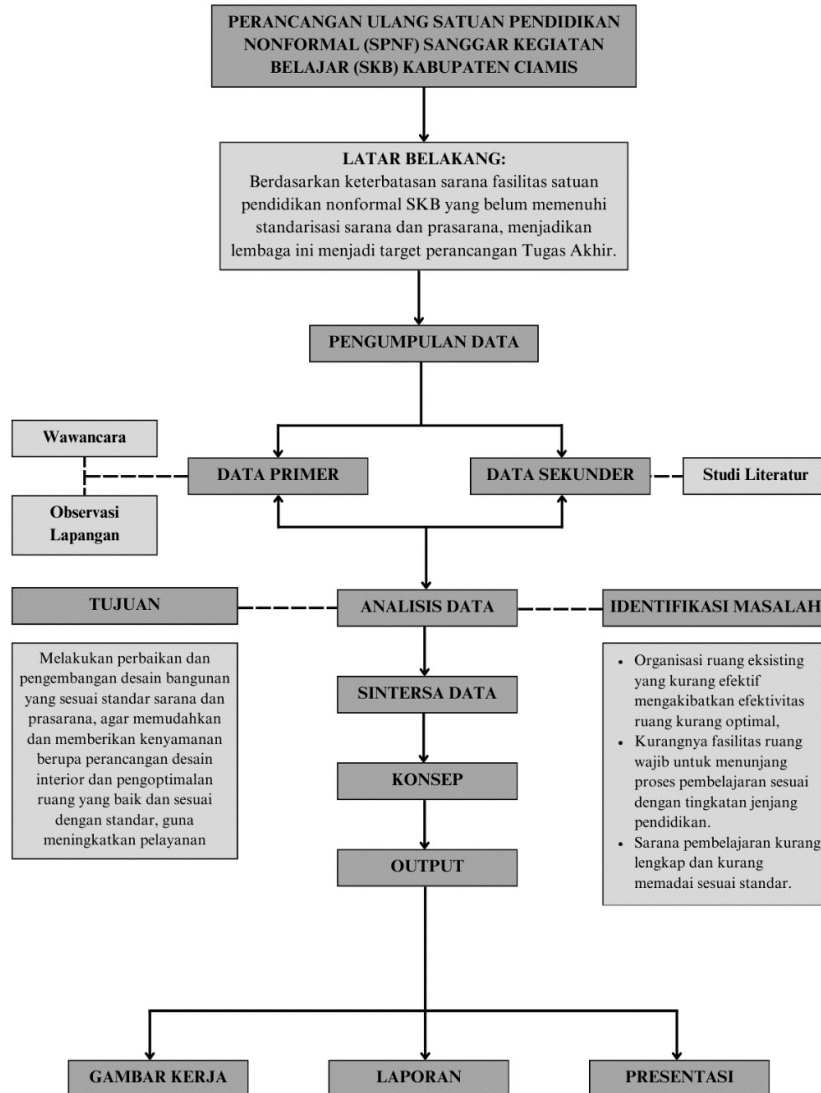 PERANCANGAN ULANG SATUAN PENDIDIKAN
NONFORMAL (SPNF) SANGGAR KEGIATAN
BELAJAR (SKB) KABUPATEN CIAMIS
LATAR BELAKANG:
Berdasarkan keterbatasan sarana fasilitas satuan
pendidikan nonformal SKB yang belum memenuhi
standarisasi sarana dan prasarana, menjadikan
lembaga ini menjadi target perancangan Tugas Akhir.
PENGUMPULAN DATA
Wawancara
DATA PRIMER
DATA SEKUNDER
Studi Literatur
Observasi
Lapangan
TUJUAN
ANALISIS DATA
IDENTIFIKASI MASALAH
Melakukan perbaikan dan
pengembangan desain bangunan
yang sesuai standar sarana dan
prasarana, agar memudahkan
dan memberikan kenyamanan
berupa perancangan desain
interior dan pengoptimalan
ruang yang baik dan sesuai
dengan standar, guna
meningkatkan pelayanan
SINTERSA DATA
KONSEP
OUTPUT
• Organisasi ruang eksisting
yang kurang efektif
mengakibatkan efektivitas
ruang kurang optimal,
• Kurangnya fasilitas ruang
wajib untuk menunjang
proses pembelajaran sesuai
dengan tingkatan jenjang
pendidikan.
• Sarana pembelajaran kurang
lengkap dan kurang
memadai sesuai standar.
GAMBAR KERJA
LAPORAN
PRESENTASI